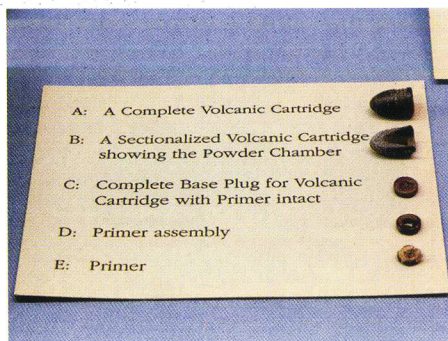 A: A Complete Volcanic Cartridge
B: A Sectionalized Volcanic Cartridge
showing the Powder Chamber
C: Complete Base Plug for Volcanic
Cartridge with Primer intact
D: Primer assembly
E: Primer